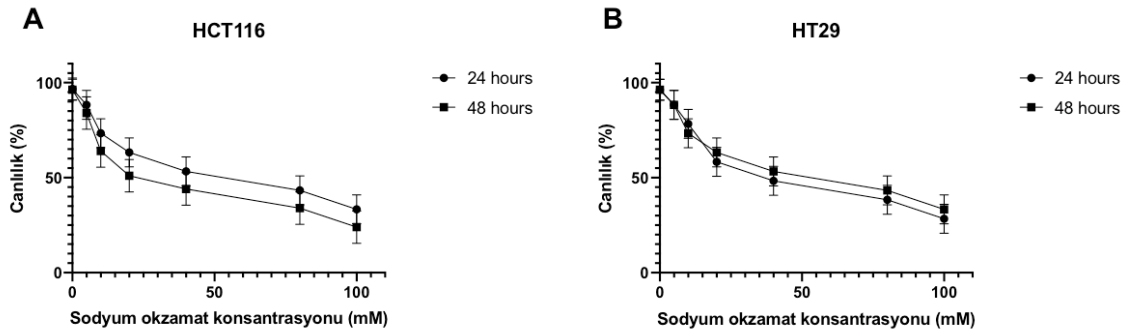 A
HCT116
100
50
0
0
50
100
Canlılık (%)
Sodyum okzamat konsantrasyonu (mM)
24 hours
48 hours
B
HT29
100
50
0
0
50
100
Canlılık (%)
Sodyum okzamat konsantrasyonu (mM)
24 hours
48 hours